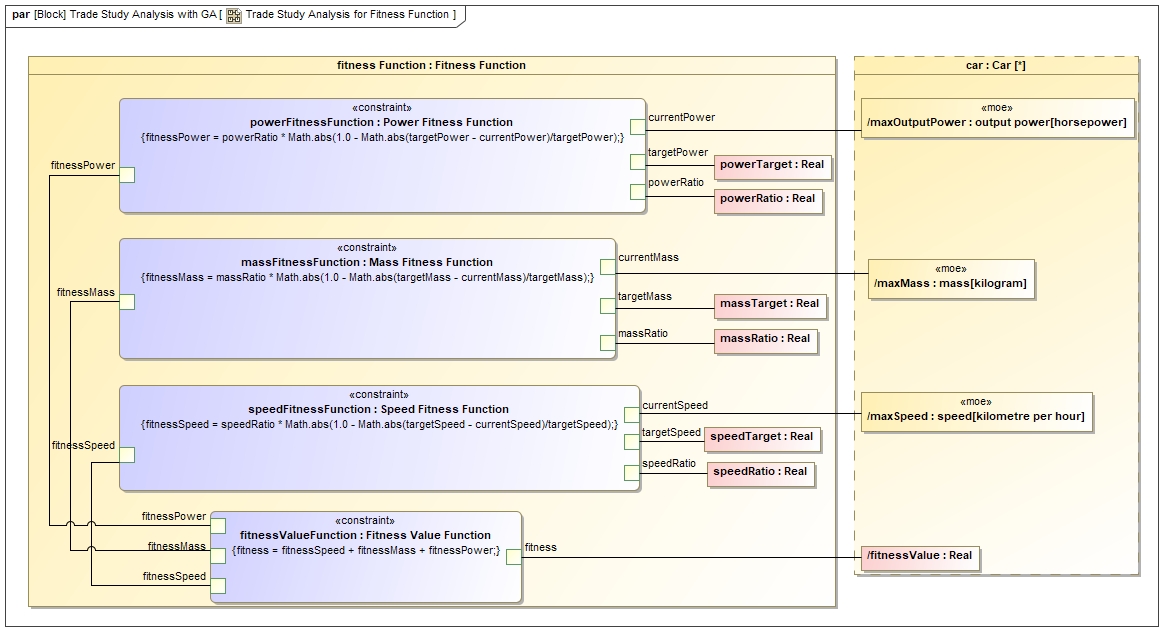 par [Block] Trade Study Analysis with GA [ Trade Study Analysis for Fitness Function ]
fitness Function : Fitness Function
«constraint»
powerFitnessFunction : Power Fitness Function
{fitnessPower = powerRatio * Math.abs(1.0 - Math.abs(targetPower - currentPower)/targetPower);}
fitnessPower
currentPower
targetPower
powerTarget : Real
powerRatio
powerRatio : Real
«constraint»
massFitnessFunction : Mass Fitness Function
{fitnessMass = massRatio * Math.abs(1.0 - Math.abs(targetMass - currentMass)/targetMass);}
fitnessMass
currentMass
targetMass
massTarget : Real
massRatio
massRatio : Real
«constraint»
speedFitnessFunction : Speed Fitness Function
{fitnessSpeed = speedRatio * Math.abs(1.0 - Math.abs(targetSpeed - currentSpeed)/targetSpeed);}
fitnessSpeed
currentSpeed
targetSpeed
speedTarget : Real
speedRatio
speedRatio : Real
«constraint»
fitnessValueFunction : Fitness Value Function
{fitness = fitnessSpeed + fitnessMass + fitnessPower;}
fitnessPower
fitnessMass
fitnessSpeed
fitness
car : Car [*]
«moe»
/maxOutputPower : output power[horsepower]
«moe»
/maxMass : mass[kilogram]
«moe»
/maxSpeed : speed[kilometre per hour]
/fitnessValue : Real